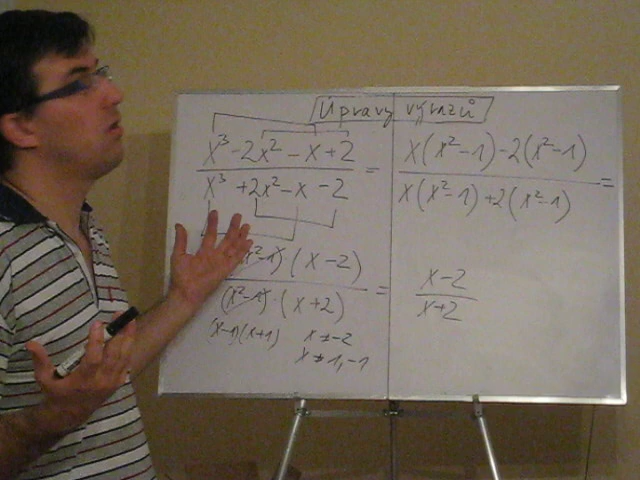 Úpravy výrazů
x³ - 2x² - x + 2 / x³ + 2x² - x - 2 =
x(x² - 1) - 2(x² - 1) / x(x² - 1) + 2(x² - 1) =
(x² - 1) · (x - 2) / (x² - 1) · (x + 2) =
x - 2 / x + 2
(x-1)(x+1)
x ≠ -2
x ≠ 1, -1